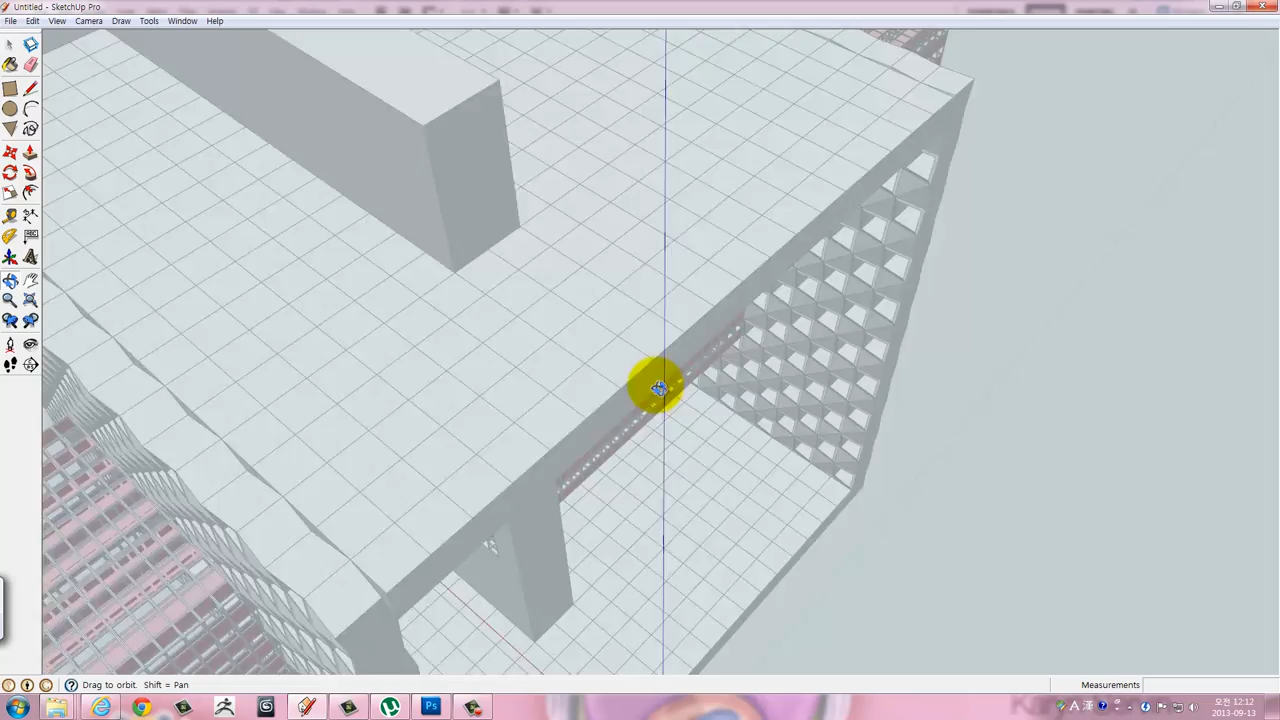 Untitled - SketchUp Pro
File Edit View Camera Draw Tools Window Help
Drag to orbit. Shift = Pan
Measurements
A 漢
오전 12:12
2013-09-13